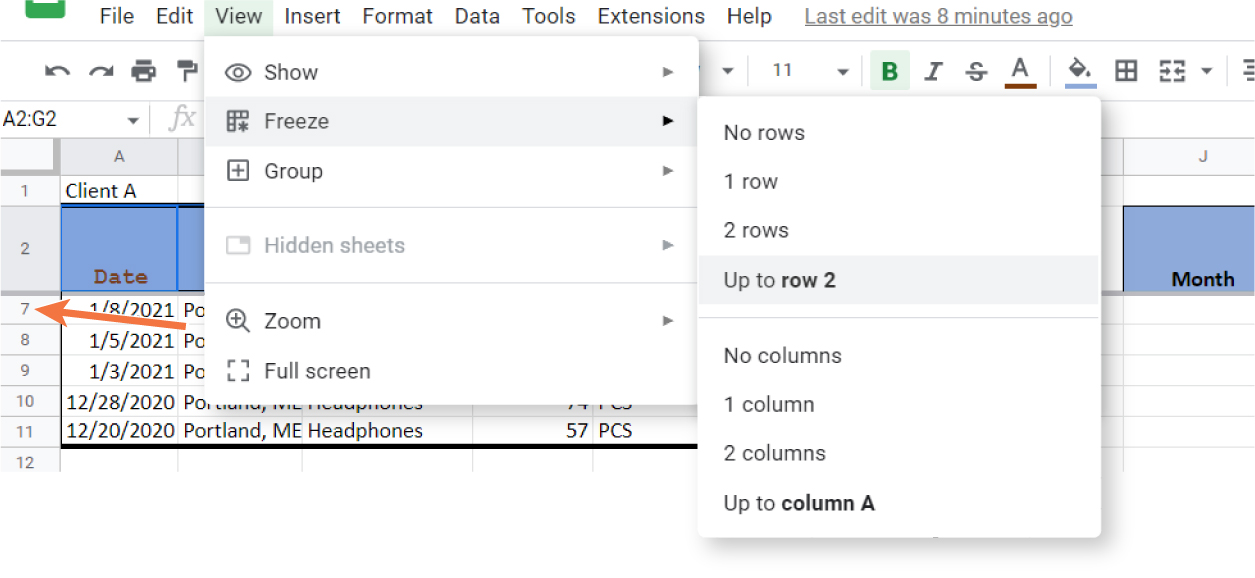 File Edit View Insert Format Data Tools Extensions Help Last edit was 8 minutes ago
Show 11 B I S A
A2:G2 fx Freeze No rows
A J
Group 1 row
1 Client A
2 rows
2 Date Hidden sheets Up to row 2 Month
7 1/8/2021 Po Zoom
8 1/5/2021 Po No columns
9 1/3/2021 Po Full screen
10 12/28/2020 Portland, ME Headphones 74 PCS 1 column
11 12/20/2020 Portland, ME Headphones 57 PCS
2 columns
12
Up to column A